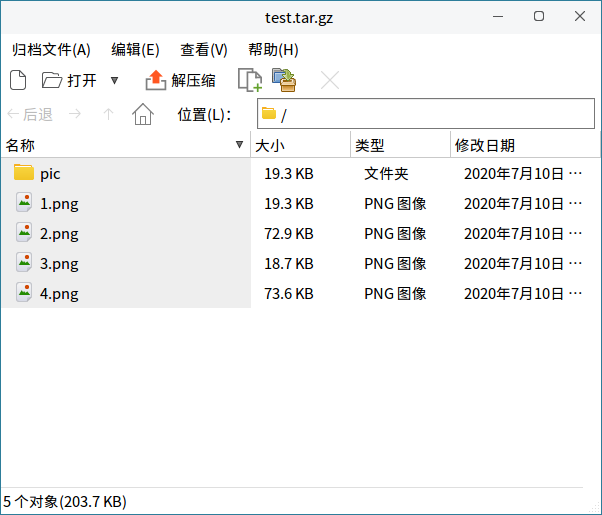 test.tar.gz
归档文件(A) 编辑(E) 查看(V) 帮助(H)
打开 解压缩
后退 位置(L): /
名称 大小 类型 修改日期
pic 19.3 KB 文件夹 2020年7月10日 …
1.png 19.3 KB PNG 图像 2020年7月10日 …
2.png 72.9 KB PNG 图像 2020年7月10日 …
3.png 18.7 KB PNG 图像 2020年7月10日 …
4.png 73.6 KB PNG 图像 2020年7月10日 …
5 个对象(203.7 KB)